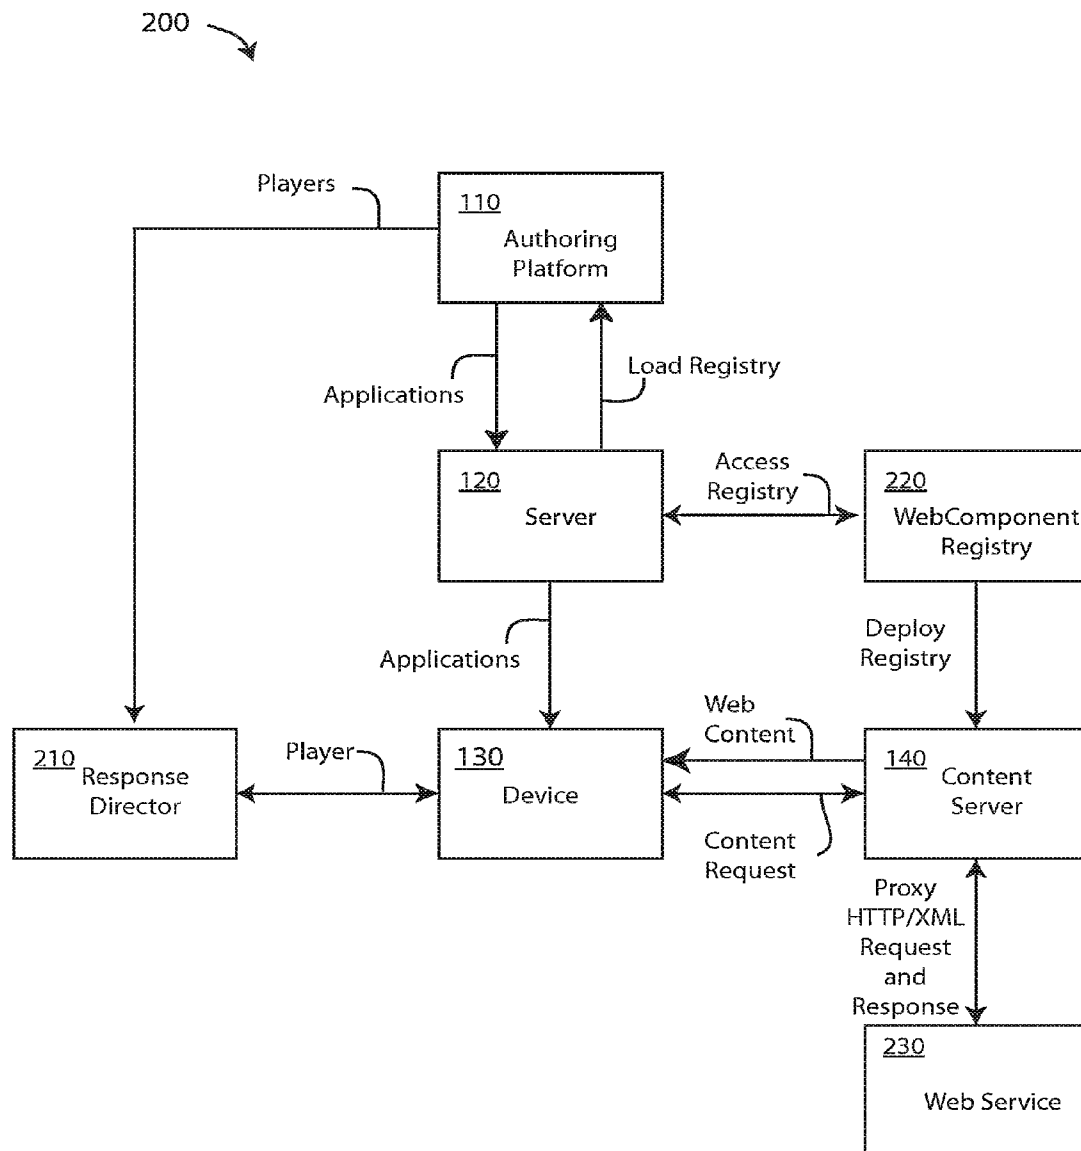 200
Players
110
Authoring
Platform
Applications
Load Registry
120
Server
Access
Registry
220
WebComponent
Registry
Applications
Deploy
Registry
210
Response
Director
Player
130
Device
Web
Content
Content
Request
140
Content
Server
Proxy
HTTP/XML
Request
and
Response
230
Web Service